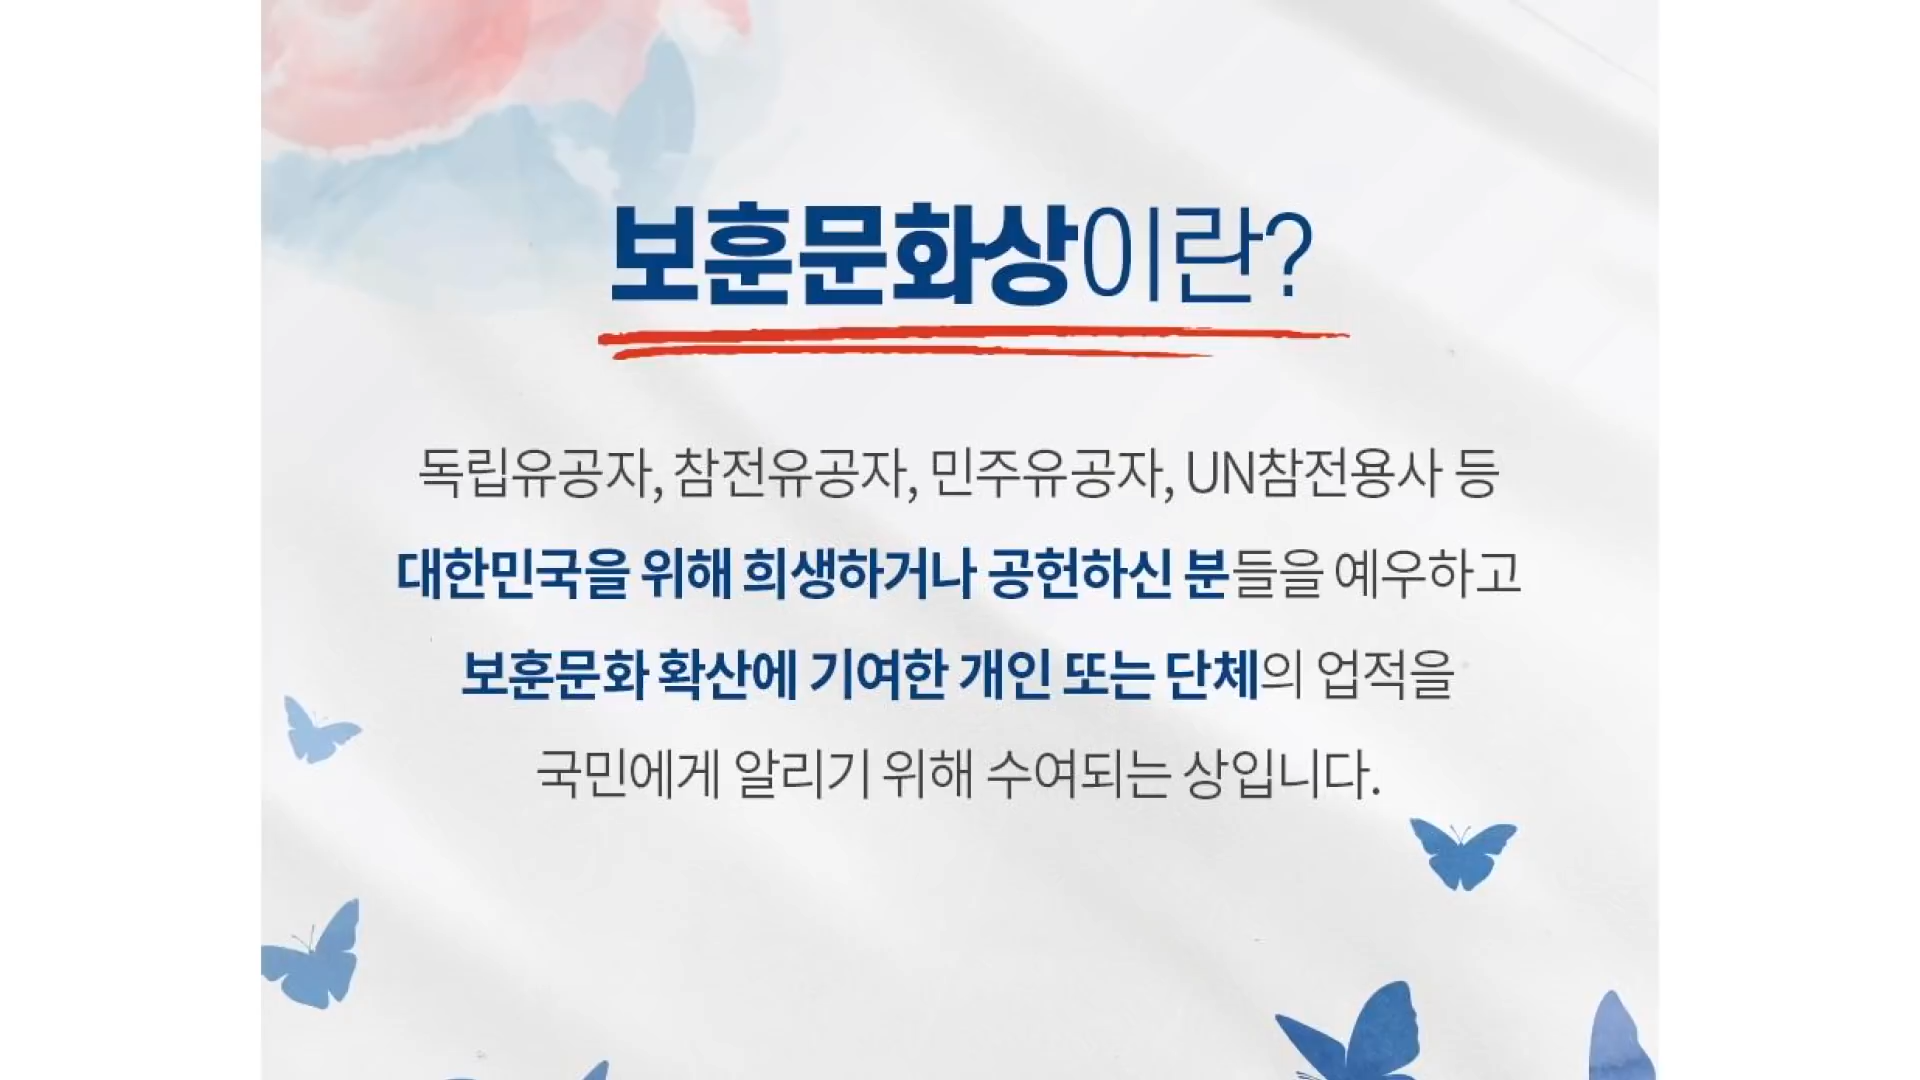 보훈문화상이란?
독립유공자, 참전유공자, 민주유공자, UN참전용사 등
대한민국을 위해 희생하거나 공헌하신 분들을 예우하고
보훈문화 확산에 기여한 개인 또는 단체의 업적을
국민에게 알리기 위해 수여되는 상입니다.